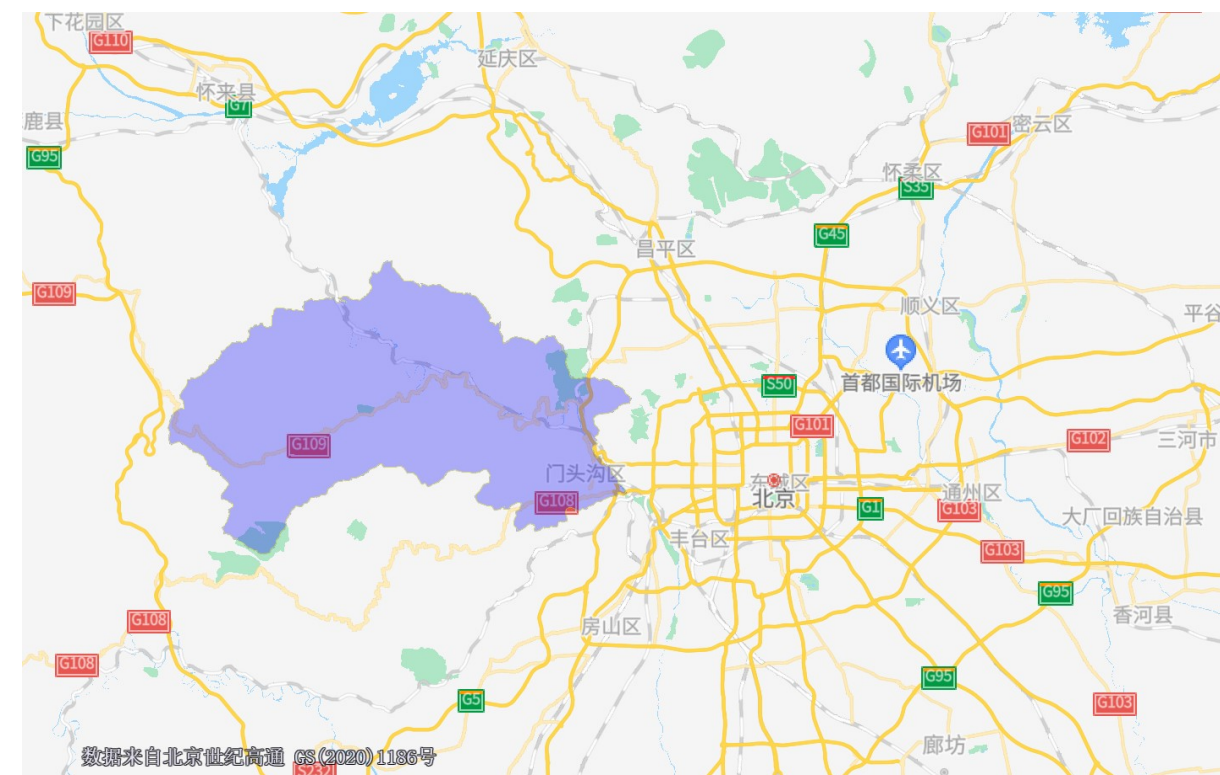 下花园区
G110
延庆区
怀来县
G7
鹿县
G95
G101
密云区
怀柔区
S35
G45
昌平区
G109
顺义区
平谷
首都国际机场
S50
G101
G109
G102
三河市
门头沟区
东城区
北京
G108
通州区
G1
G103
大厂回族自治县
丰台区
G103
G95
香河县
G108
房山区
G108
G95
G5
G103
廊坊
数据来自北京世纪高通 GS(2020)1186号
S232